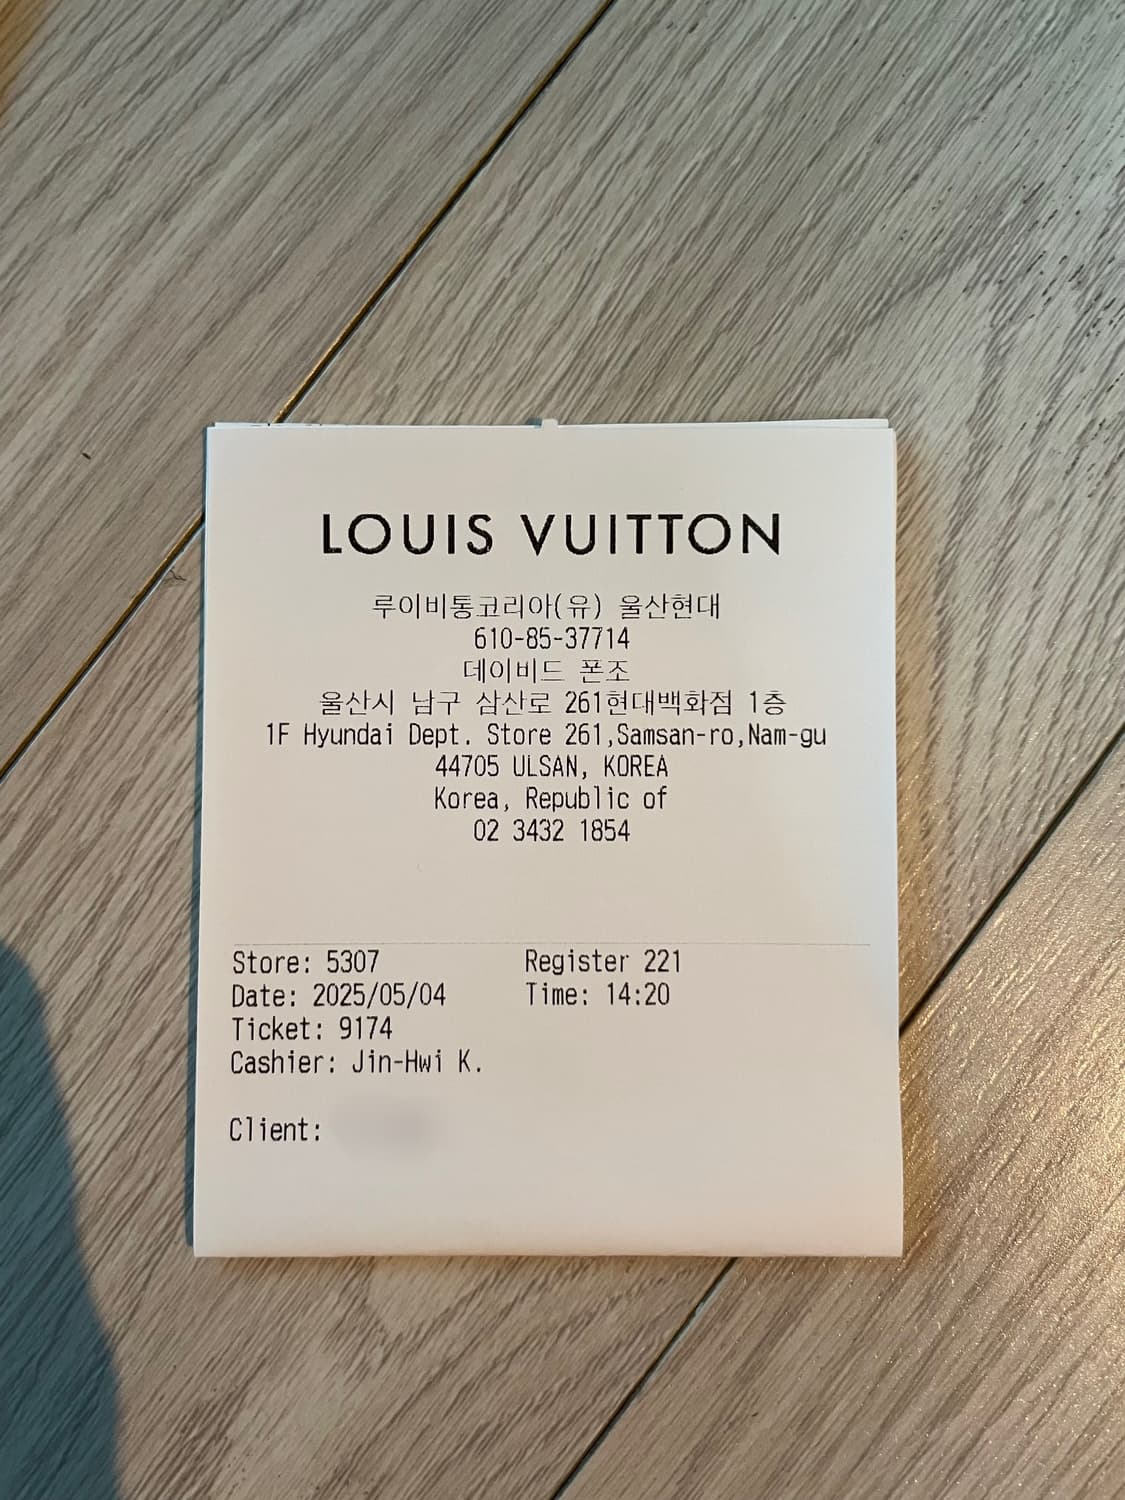 LOUIS VUITTON
루이비통코리아(유) 울산현대
610-85-37714
데이비드 폰조
울산시 남구 삼산로 261현대백화점 1층
1F Hyundai Dept. Store 261,Samsan-ro,Nam-gu
44705 ULSAN, KOREA
Korea, Republic of
02 3432 1854
Store: 5307 Register 221
Date: 2025/05/04 Time: 14:20
Ticket: 9174
Cashier: Jin-Hwi K.
Client: